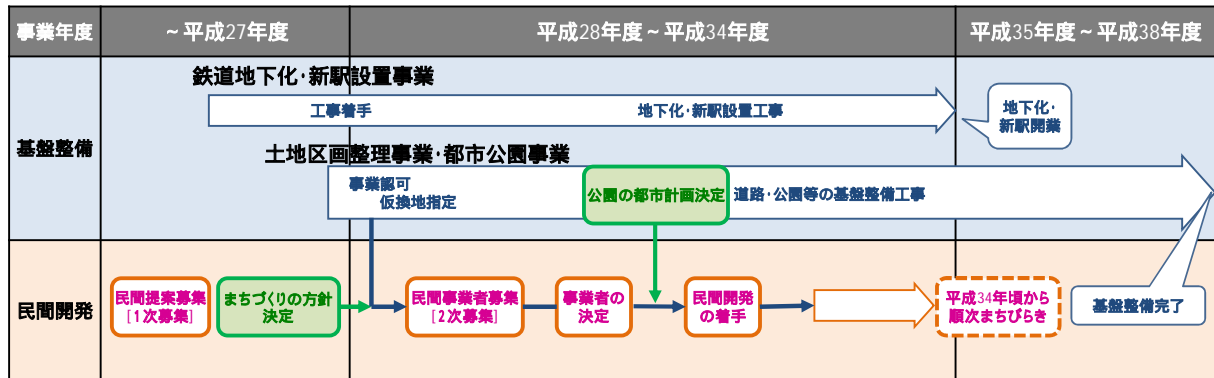 事業年度
~平成27年度
平成28年度~平成34年度
平成35年度~平成38年度
基盤整備
鉄道地下化・新駅設置事業
工事着手
地下化・新駅設置工事
地下化・
新駅開業
土地区画整理事業・都市公園事業
事業認可
仮換地指定
公園の都市計画決定
道路・公園等の基盤整備工事
民間開発
民間提案募集
[1次募集]
まちづくりの方針
決定
民間事業者募集
[2次募集]
事業者の
決定
民間開発
の着手
平成34年頃から
順次まちびらき
基盤整備完了